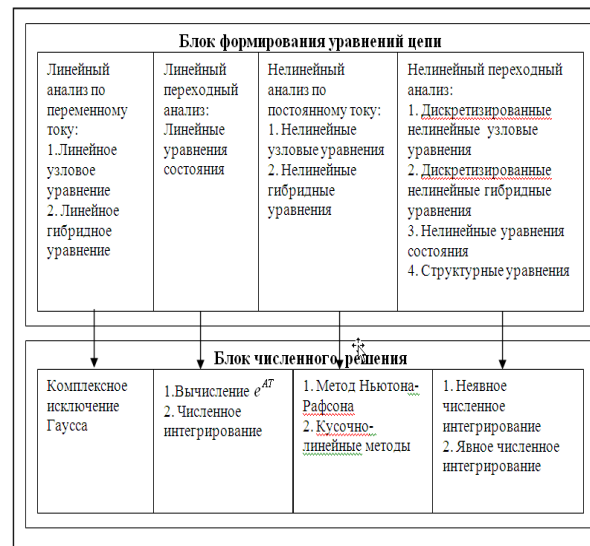 Блок формирования уравнений цепи
Линейный
анализ по
переменному
току:
1.Линейное
узловое
уравнение
2. Линейное
гибридное
уравнение
Линейный
переходный
анализ:
Линейные
уравнения
состояния
Нелинейный
анализ по
постоянному току:
1. Нелинейные
узловые уравнения
2. Нелинейные
гибридные
уравнения
Нелинейный переходный
анализ:
1. Дискретизированные
нелинейные узловые
уравнения
2. Дискретизированные
нелинейные гибридные
уравнения
3. Нелинейные уравнения
состояния
4. Структурные уравнения
Блок численного решения
Комплексное
исключение
Гаусса
1.Вычисление e^{AT}
2. Численное
интегрирование
1. Метод Ньютона-
Рафсона
2. Кусочно-
линейные методы
1. Неявное
численное
интегрирование
2. Явное численное
интегрирование